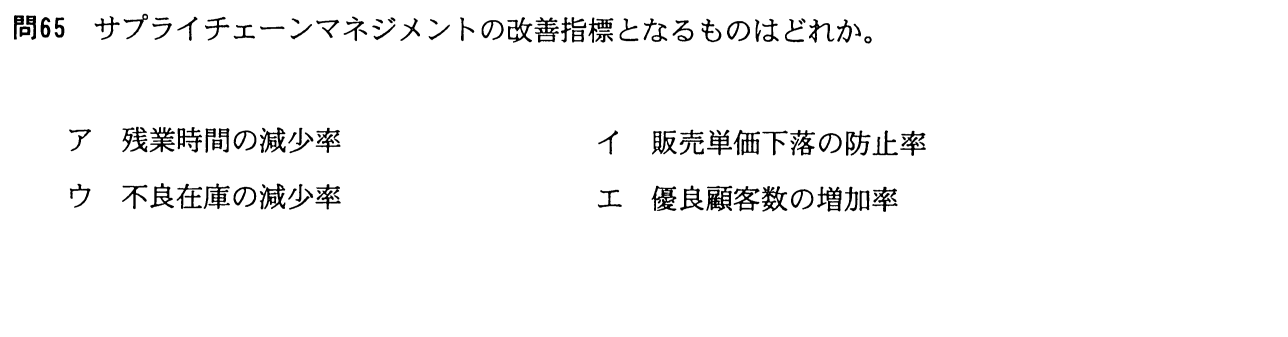 問65 サプライチェーンマネジメントの改善指標となるものはどれか。
ア 残業時間の減少率 イ 販売単価下落の防止率
ウ 不良在庫の減少率 エ 優良顧客数の増加率